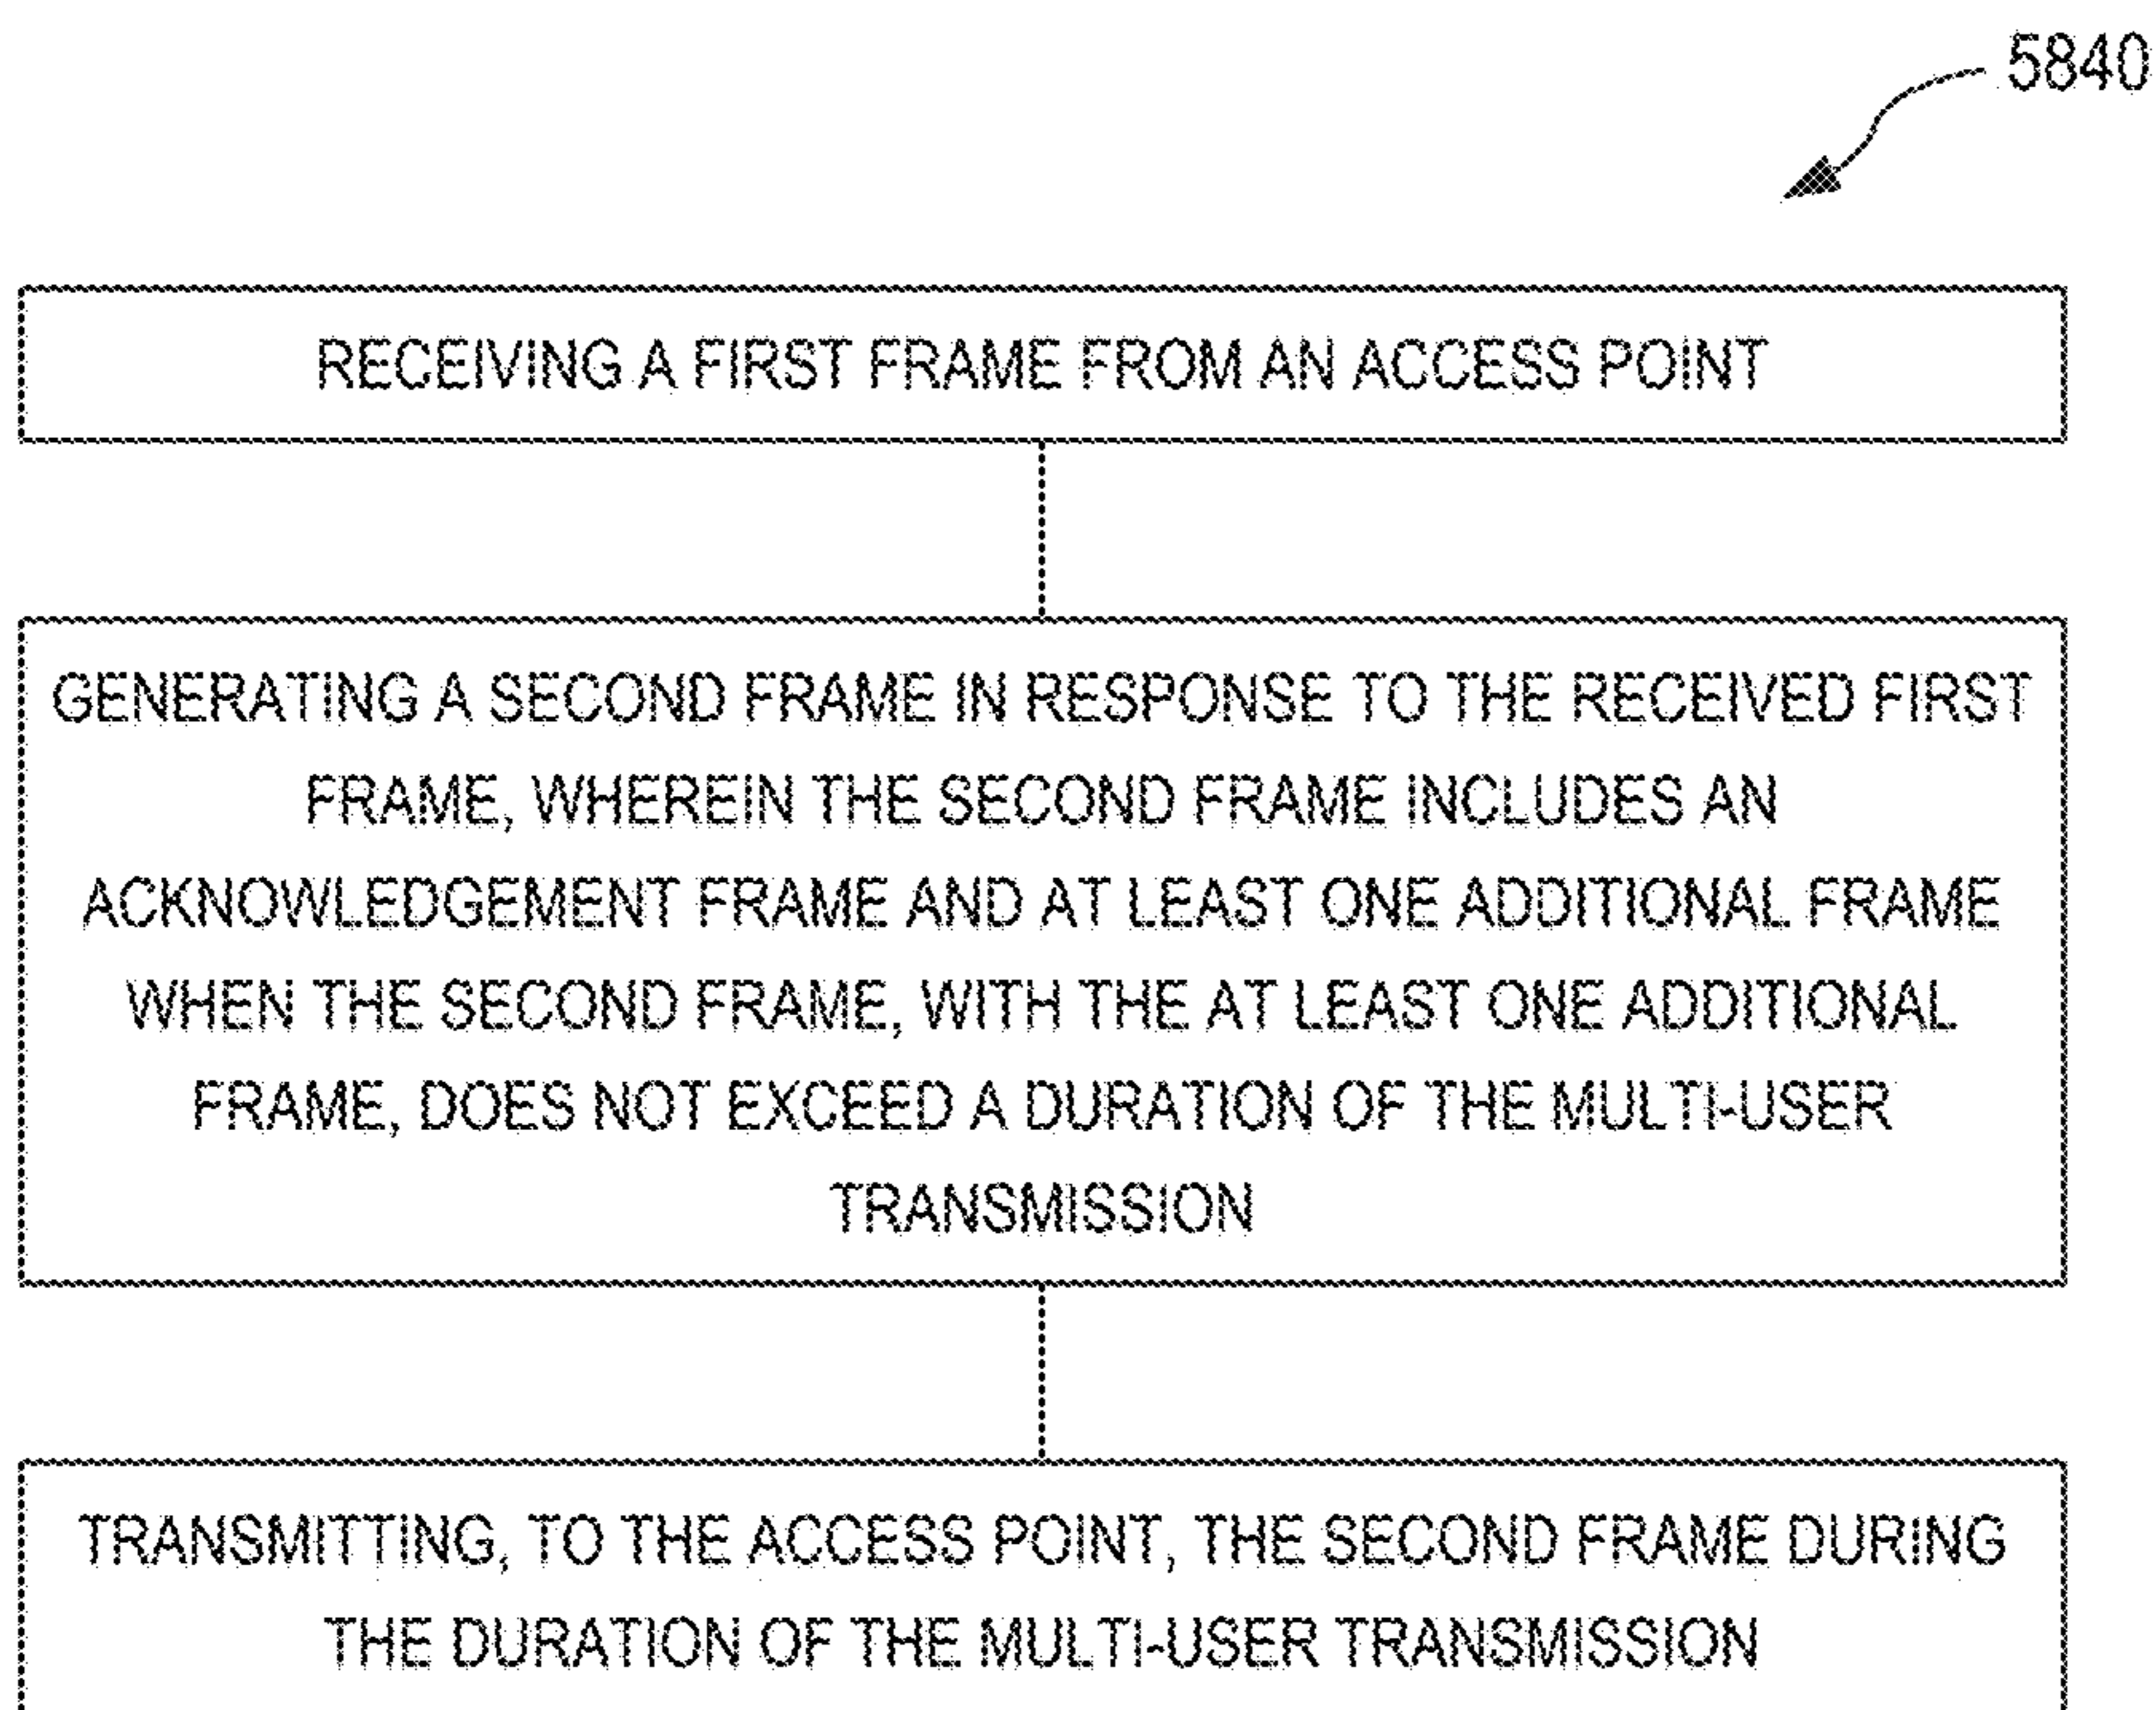 5840
RECEIVING A FIRST FRAME FROM AN ACCESS POINT
GENERATING A SECOND FRAME IN RESPONSE TO THE RECEIVED FIRST
FRAME, WHEREIN THE SECOND FRAME INCLUDES AN
ACKNOWLEDGEMENT FRAME AND AT LEAST ONE ADDITIONAL FRAME
WHEN THE SECOND FRAME, WITH THE AT LEAST ONE ADDITIONAL
FRAME, DOES NOT EXCEED A DURATION OF THE MULTI-USER
TRANSMISSION
TRANSMITTING, TO THE ACCESS POINT, THE SECOND FRAME DURING
THE DURATION OF THE MULTI-USER TRANSMISSION